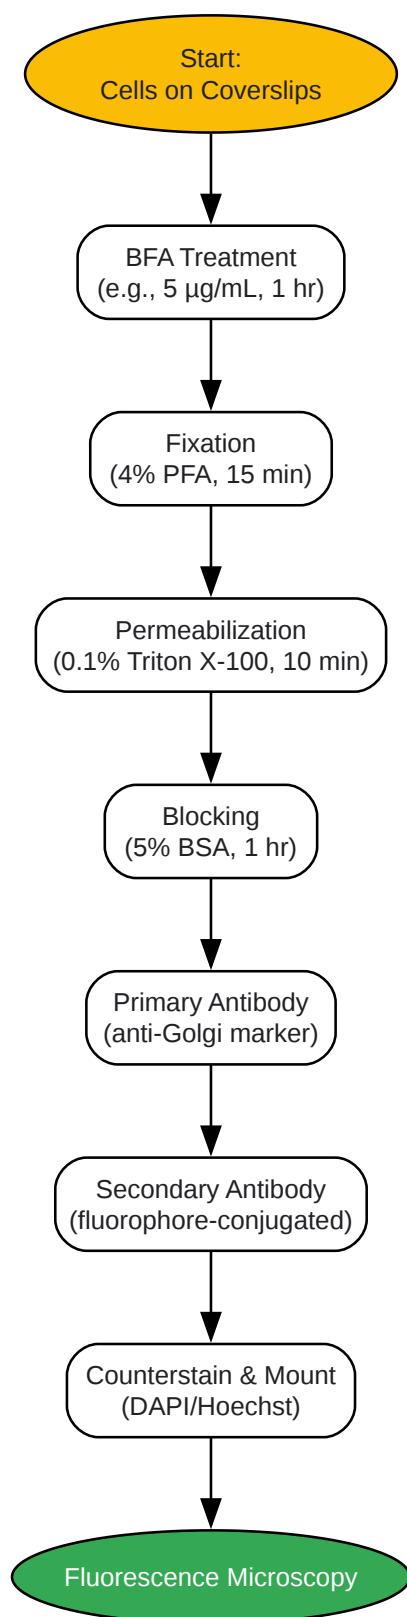 Start:
Cells on Coverslips
BFA Treatment
(e.g., 5 µg/mL, 1 hr)
Fixation
(4% PFA, 15 min)
Permeabilization
(0.1% Triton X-100, 10 min)
Blocking
(5% BSA, 1 hr)
Primary Antibody
(anti-Golgi marker)
Secondary Antibody
(fluorophore-conjugated)
Counterstain & Mount
(DAPI/Hoechst)
Fluorescence Microscopy